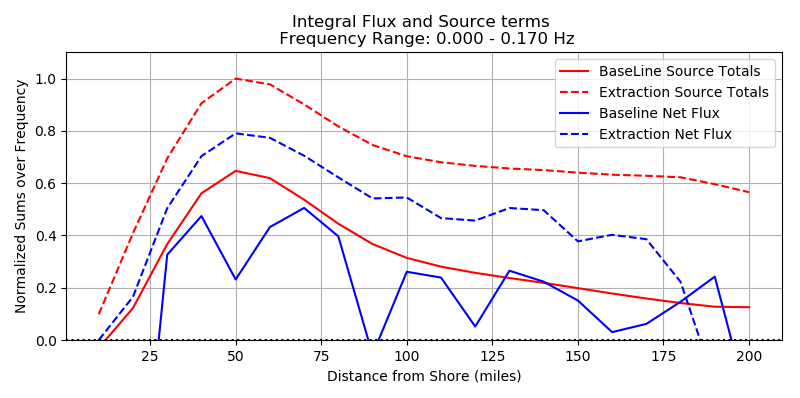 Integral Flux and Source terms
Frequency Range: 0.000 - 0.170 Hz
Normalized Sums over Frequency
1.0
0.8
0.6
0.4
0.2
0.0
BaseLine Source Totals
Extraction Source Totals
Baseline Net Flux
Extraction Net Flux
25 50 75 100 125 150 175 200
Distance from Shore (miles)